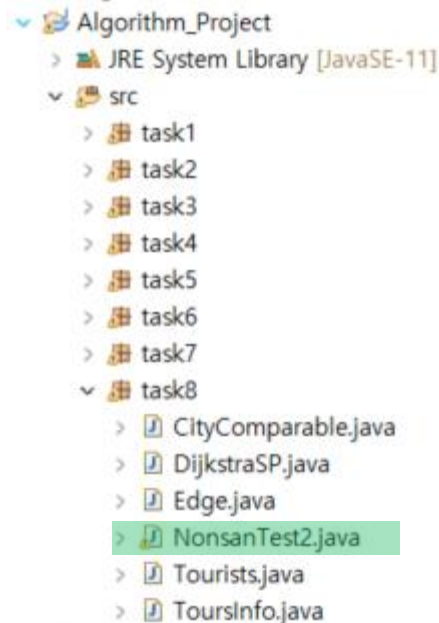 Algorithm_Project
JRE System Library [JavaSE-11]
src
task1
task2
task3
task4
task5
task6
task7
task8
CityComparable.java
DijkstraSP.java
Edge.java
NonsanTest2.java
Tourists.java
ToursInfo.java